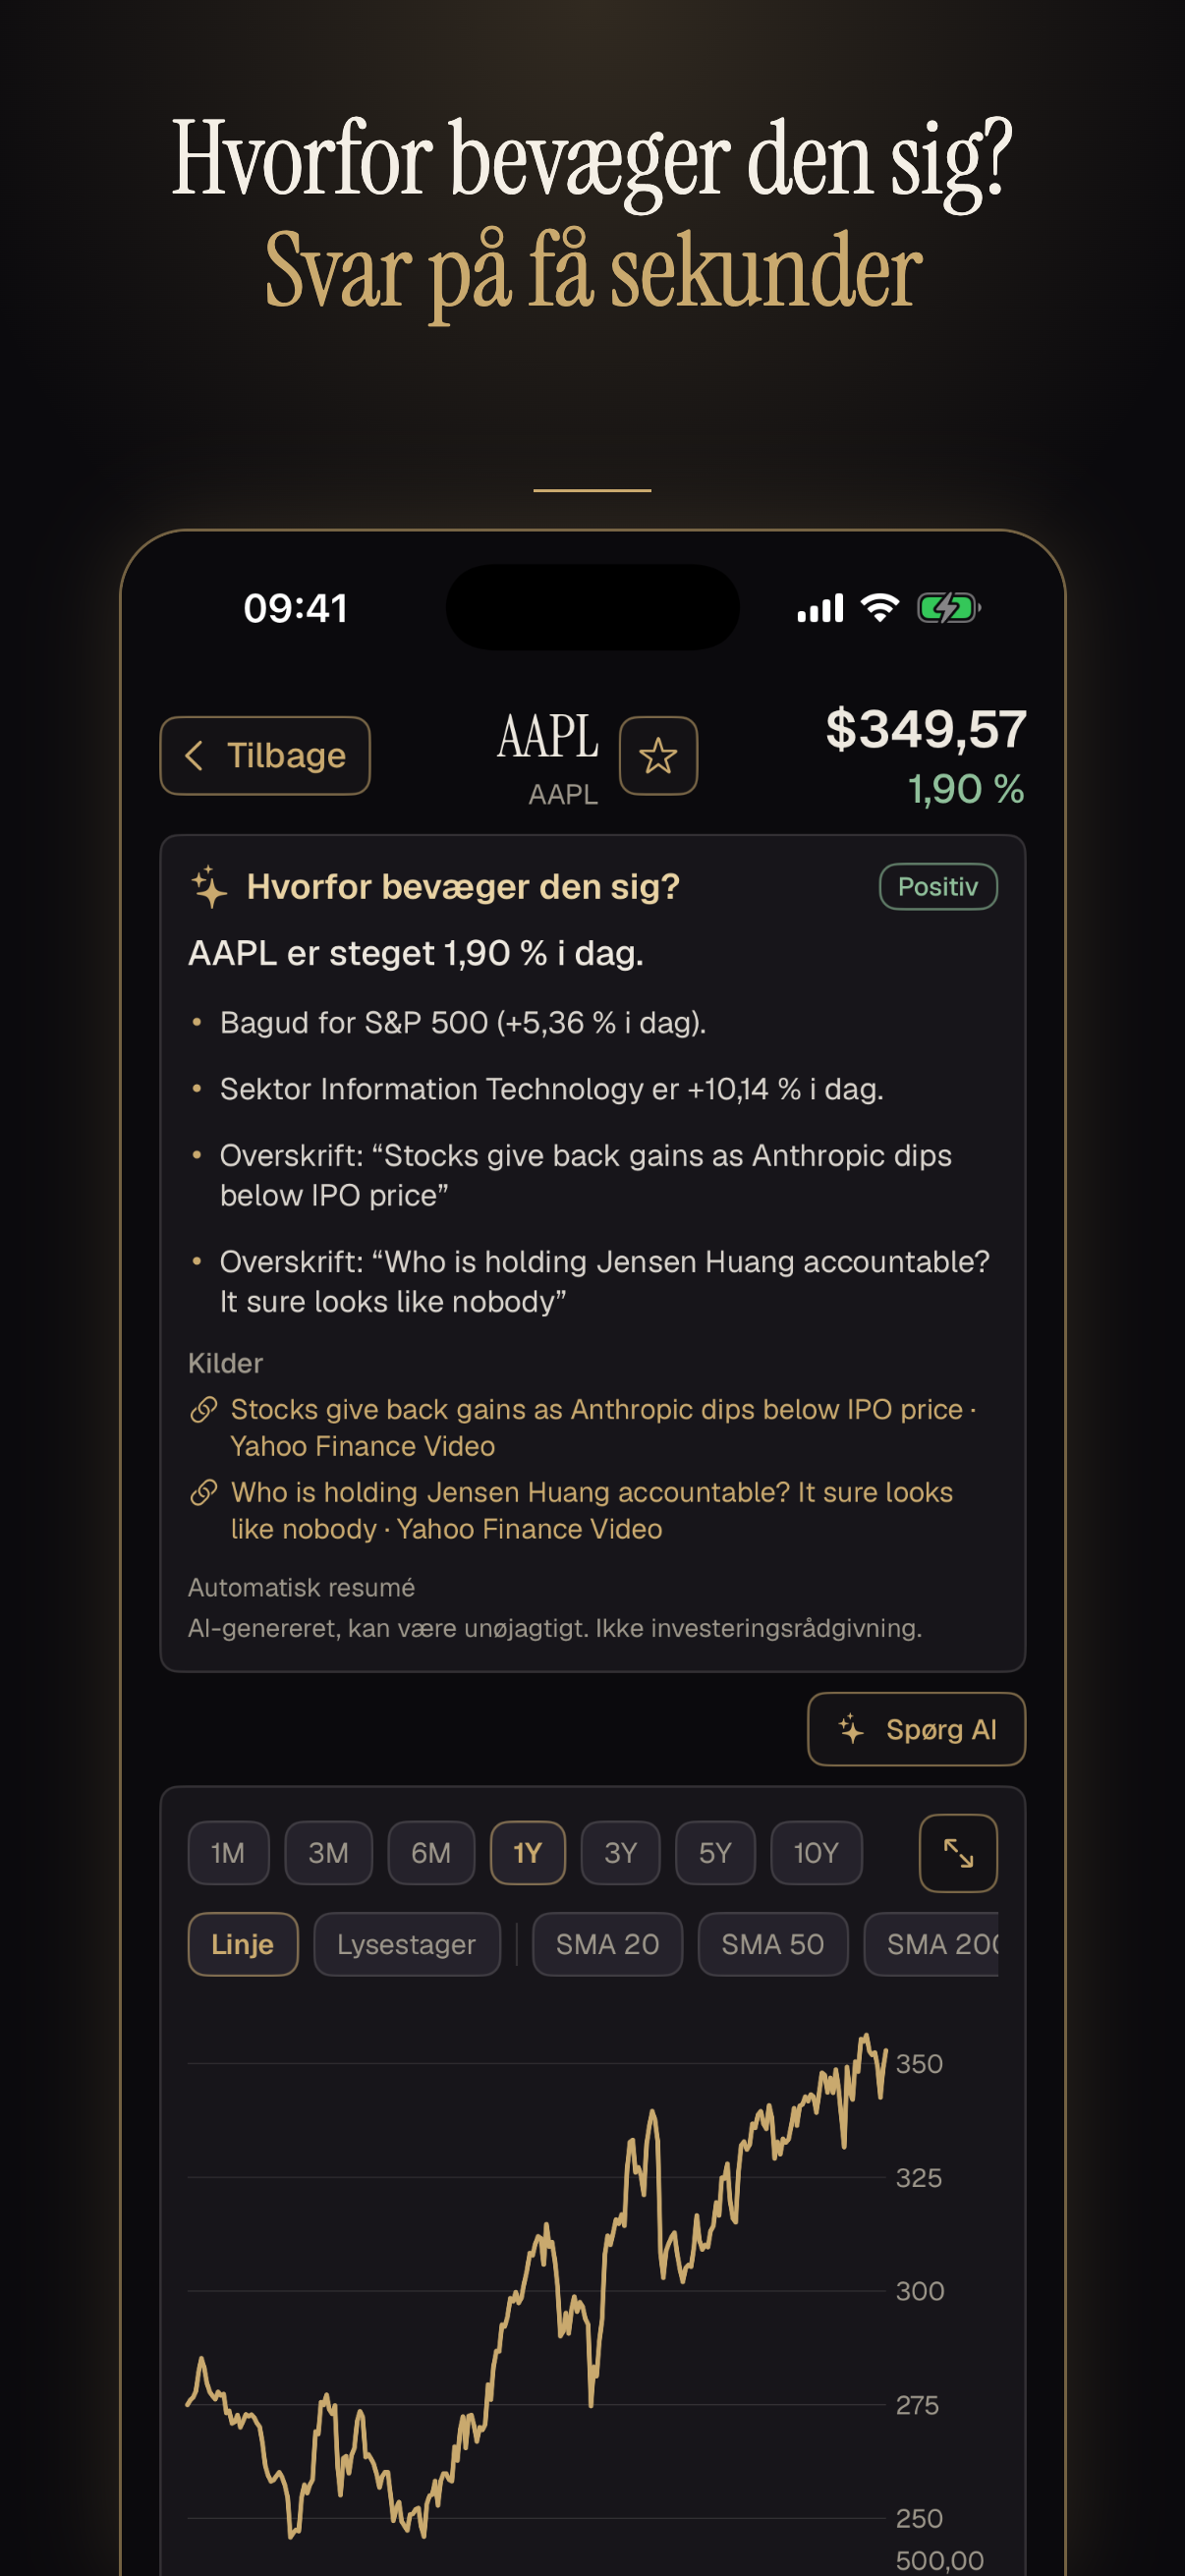 Hvorfor bevæger den sig?
Svar på få sekunder
09:41
Tilbage
AAPL
AAPL
$349,57
1,90 %
Hvorfor bevæger den sig?
Positiv
AAPL er steget 1,90 % i dag.
• Bagud for S&P 500 (+5,36 % i dag).
• Sektor Information Technology er +10,14 % i dag.
• Overskrift: “Stocks give back gains as Anthropic dips
below IPO price”
• Overskrift: “Who is holding Jensen Huang accountable?
It sure looks like nobody”
Kilder
Stocks give back gains as Anthropic dips below IPO price ·
Yahoo Finance Video
Who is holding Jensen Huang accountable? It sure looks
like nobody · Yahoo Finance Video
Automatisk resumé
AI-genereret, kan være unøjagtigt. Ikke investeringsrådgivning.
Spørg AI
1M 3M 6M 1Y 3Y 5Y 10Y
Linje Lysestager SMA 20 SMA 50 SMA 200
350
325
300
275
250
500,00